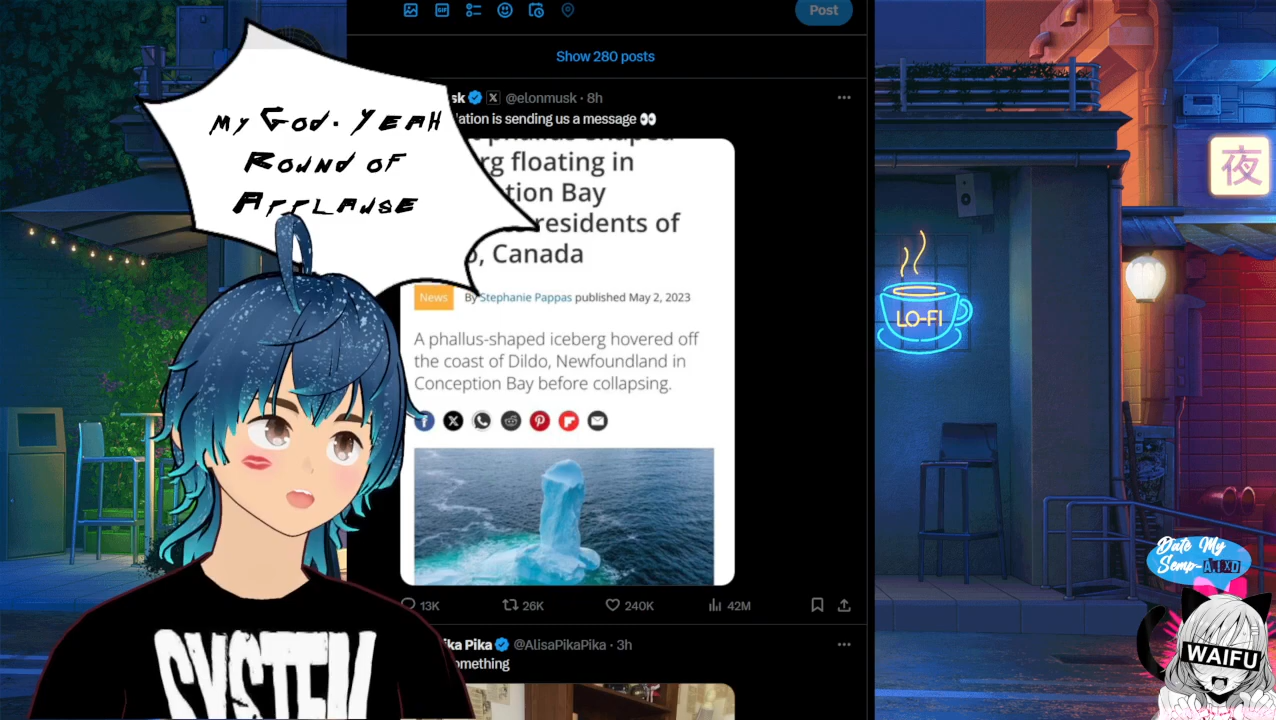 Post
Show 280 posts
sk X @elonmusk · 8h
lation is sending us a message 👀
My God. Yeah
Round of
Applause
g floating in
tion Bay
residents of
, Canada
News By Stephanie Pappas published May 2, 2023
A phallus-shaped iceberg hovered off
the coast of Dildo, Newfoundland in
Conception Bay before collapsing.
13K 26K 240K 42M
ka Pika @AlisaPikaPika · 3h
omething
SYSTEM
夜
LO-FI
Date My
Semp-A.I.XD
WAIFU